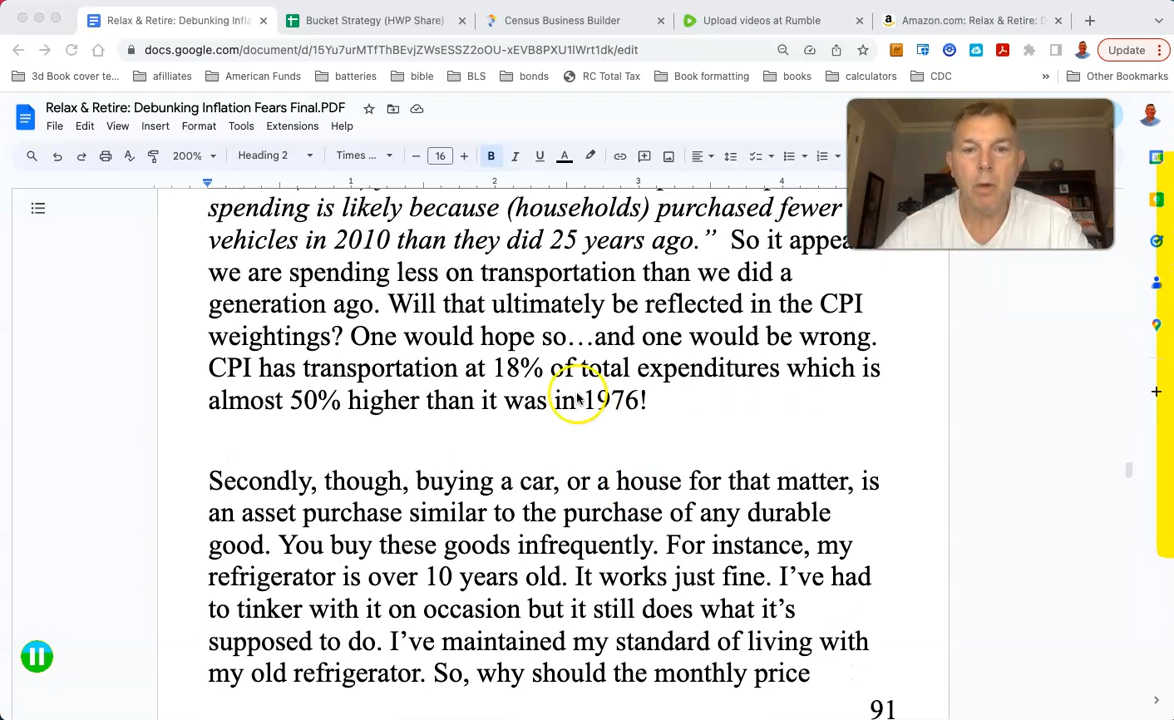 Relax & Retire: Debunking Infla
Bucket Strategy (HWP Share)
Census Business Builder
Upload videos at Rumble
Amazon.com: Relax & Retire: D
docs.google.com/document/d/15Yu7urMTfThBEvjZWsESSZ2oOU-xEVB8PXU1lWrt1dk/edit
Update
3d Book cover te...
afiliiates
American Funds
batteries
bible
BLS
bonds
RC Total Tax
Book formatting
books
calculators
CDC
»
Other Bookmarks
Relax & Retire: Debunking Inflation Fears Final.PDF
File Edit View Insert Format Tools Extensions Help
200% Heading 2 Times ... 16 B I U A
1 2 3 4
spending is likely because (households) purchased fewer
vehicles in 2010 than they did 25 years ago.” So it appea
we are spending less on transportation than we did a
generation ago. Will that ultimately be reflected in the CPI
weightings? One would hope so…and one would be wrong.
CPI has transportation at 18% of total expenditures which is
almost 50% higher than it was in 1976!
Secondly, though, buying a car, or a house for that matter, is
an asset purchase similar to the purchase of any durable
good. You buy these goods infrequently. For instance, my
refrigerator is over 10 years old. It works just fine. I’ve had
to tinker with it on occasion but it still does what it’s
supposed to do. I’ve maintained my standard of living with
my old refrigerator. So, why should the monthly price
91